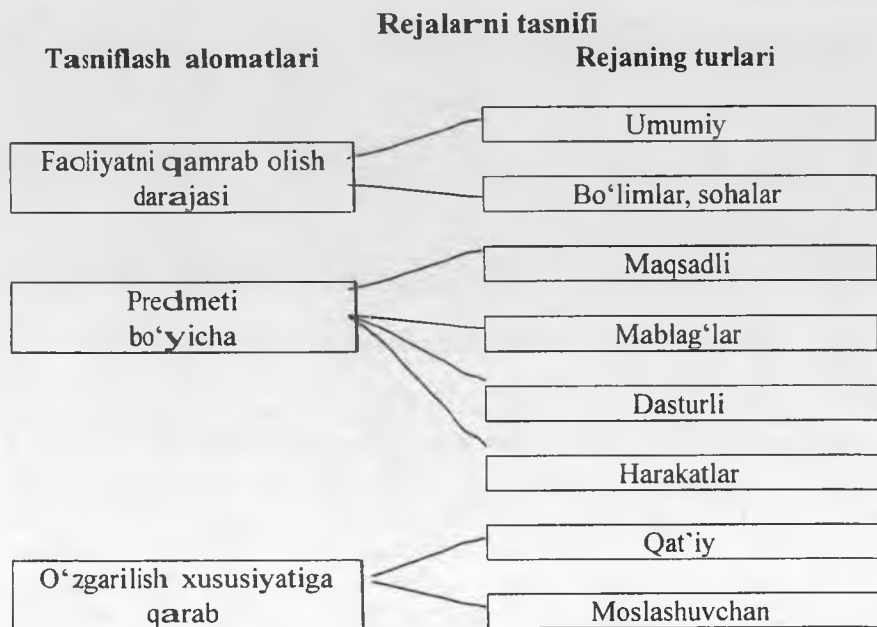 Rejalarni tasnifi
Tasniflash alomatlari
Rejaning turlari
Faoliyatni qamrab olish
darajasi
Umumiy
Bo‘limlar, sohalar
Predmeti
bo‘yicha
Maqsadli
Mablag‘lar
Dasturli
Harakatlar
O‘zgarilish xususiyatiga
qarab
Qat`iy
Moslashuvchan